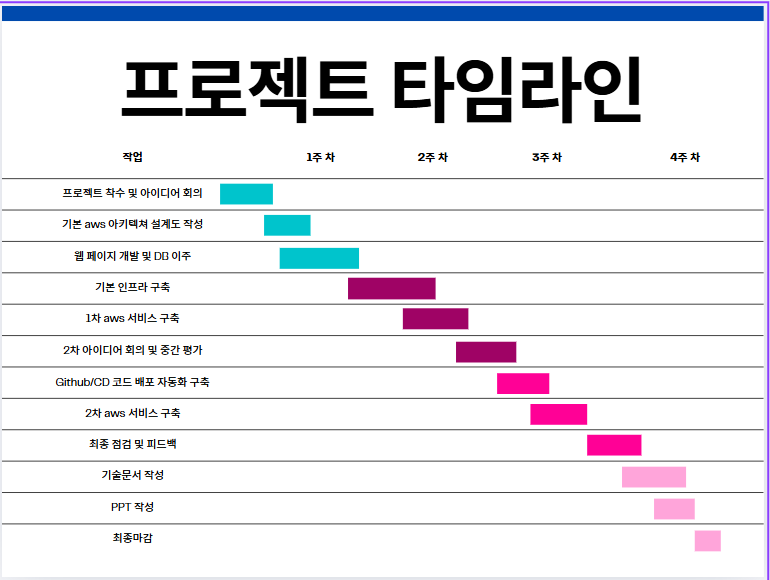 프로젝트 타임라인
작업 1주 차 2주 차 3주 차 4주 차
프로젝트 착수 및 아이디어 회의
기본 aws 아키텍쳐 설계도 작성
웹 페이지 개발 및 DB 이주
기본 인프라 구축
1차 aws 서비스 구축
2차 아이디어 회의 및 중간 평가
Github/CD 코드 배포 자동화 구축
2차 aws 서비스 구축
최종 점검 및 피드백
기술문서 작성
PPT 작성
최종마감